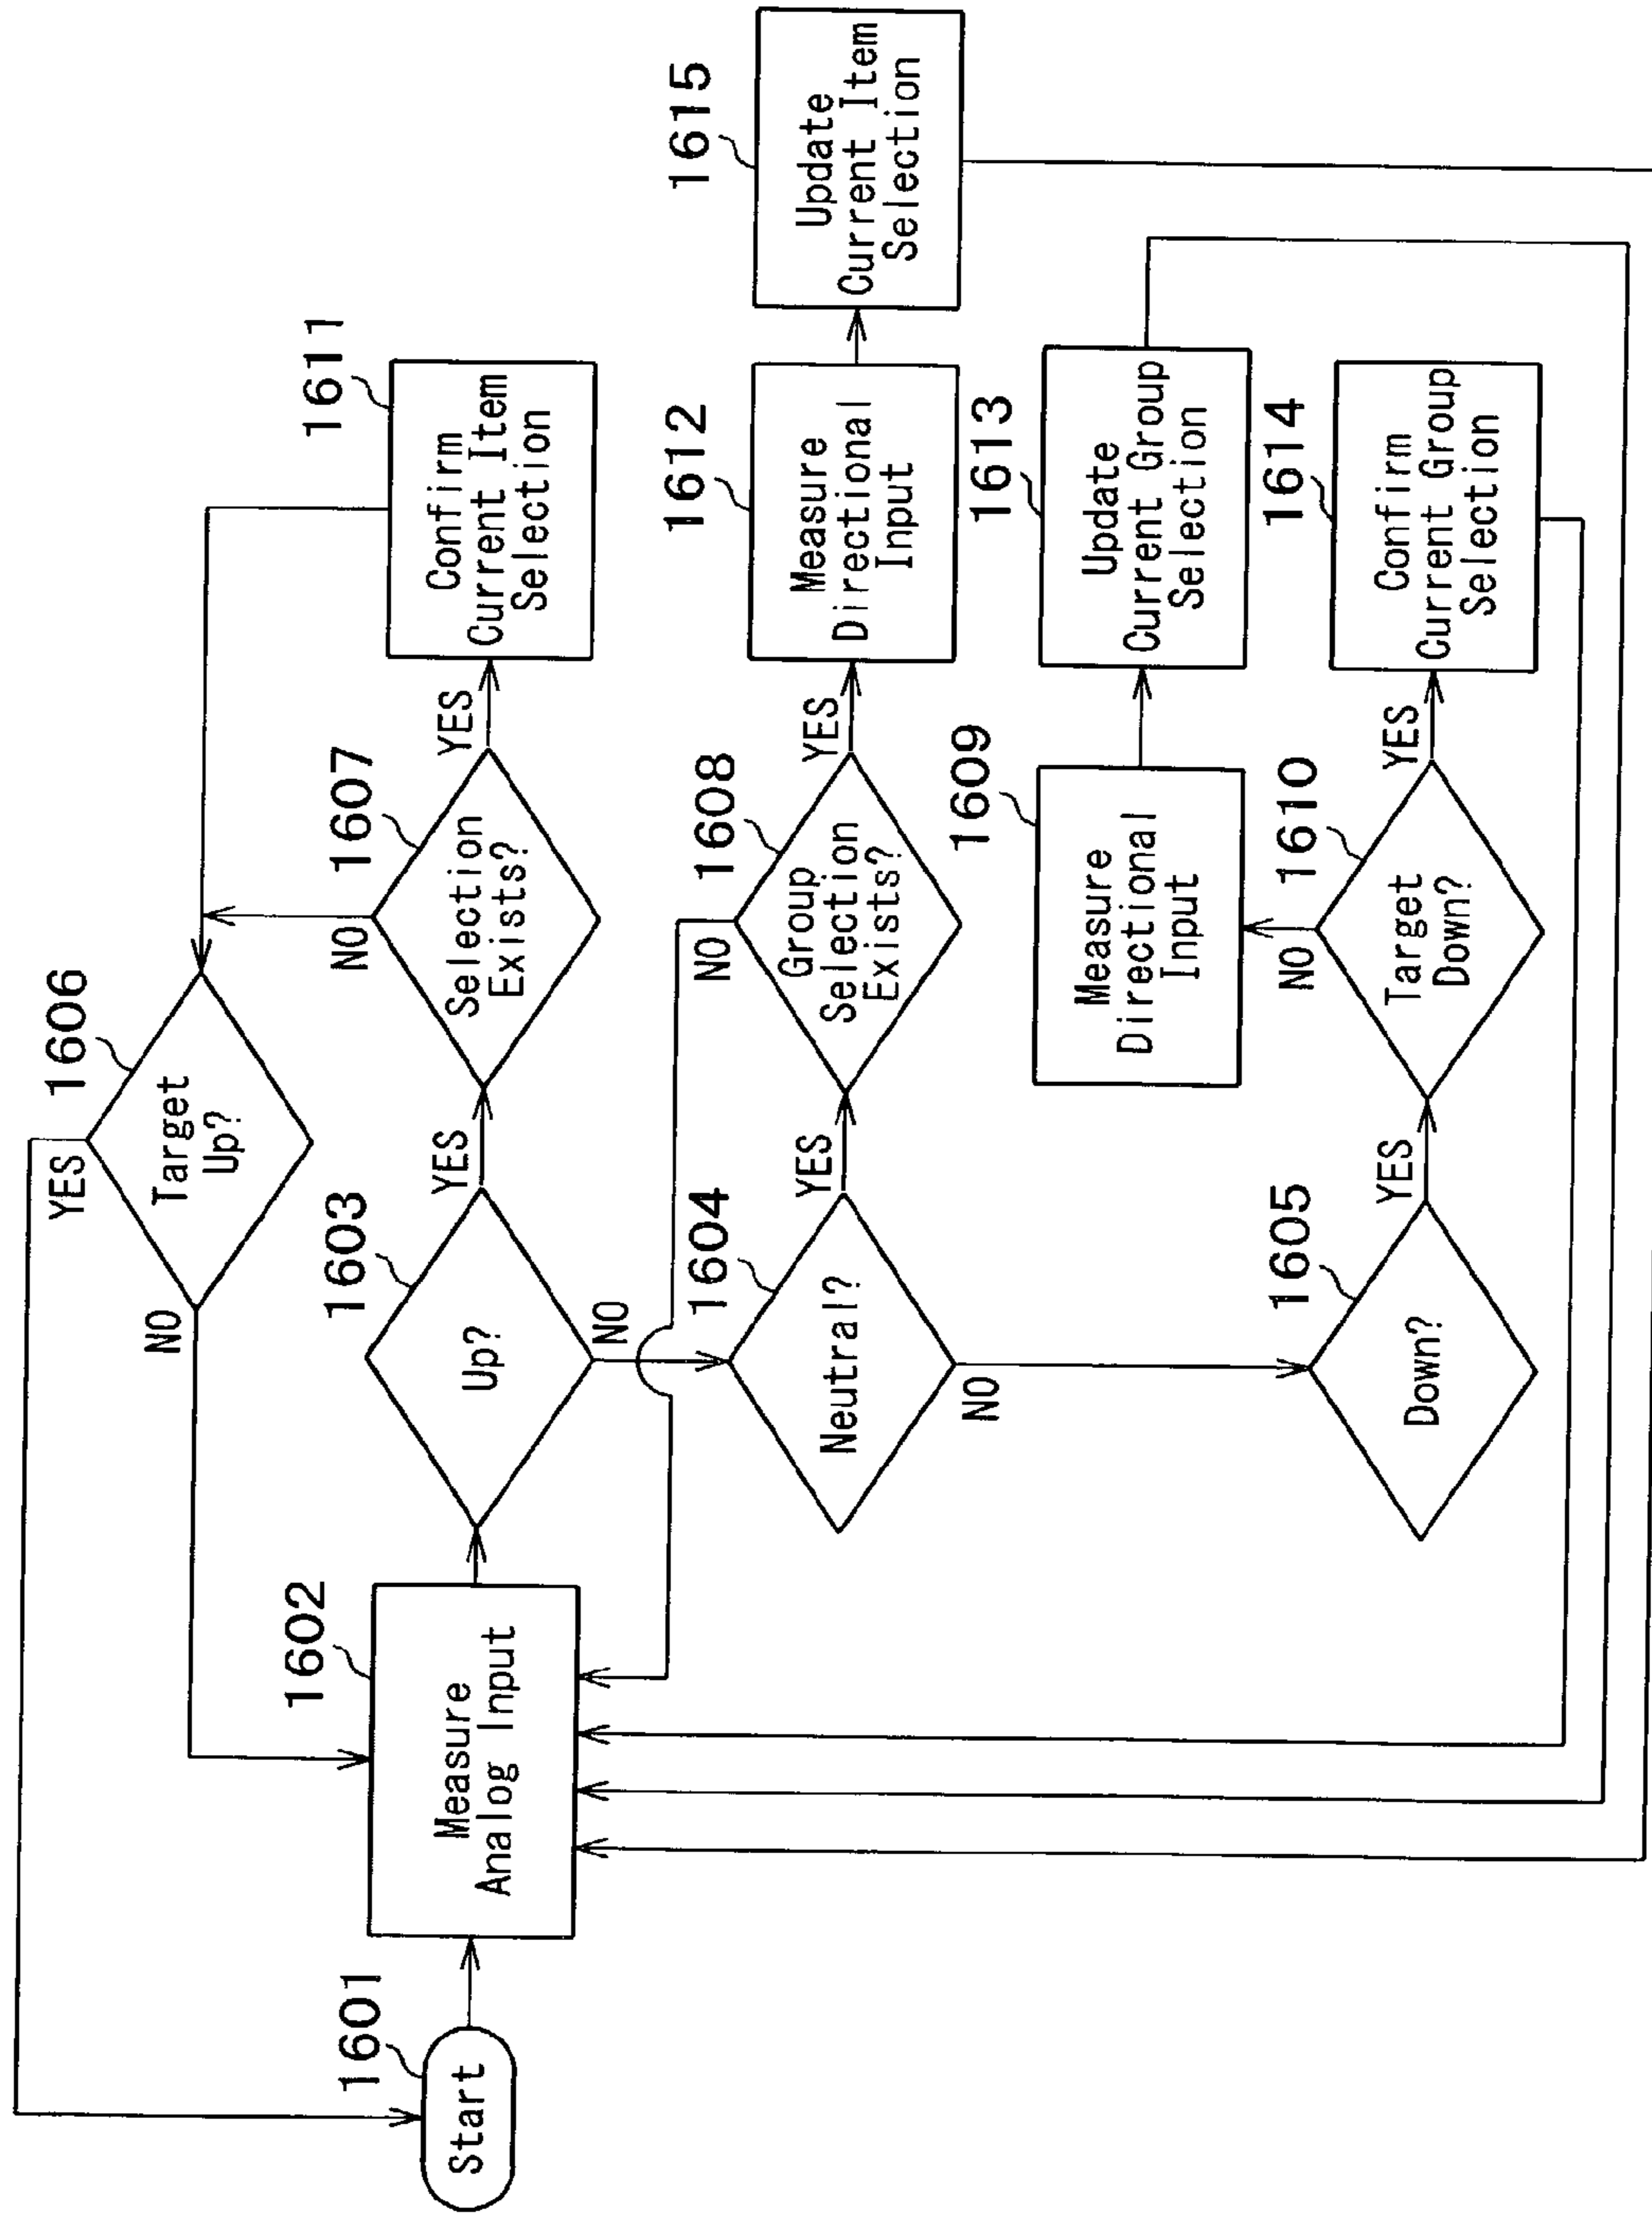 1601
Start
1602
Measure
Analog Input
1603
Up?
YES
NO
1604
Neutral?
YES
NO
1605
Down?
YES
1606
Target
Up?
YES
NO
1607
Selection
Exists?
YES
NO
1608
Group
Selection
Exists?
YES
NO
1609
Measure
Directional
Input
1610
Target
Down?
YES
NO
1611
Confirm
Current Item
Selection
1612
Measure
Directional
Input
1613
Update
Current Group
Selection
1614
Confirm
Current Group
Selection
1615
Update
Current Item
Selection